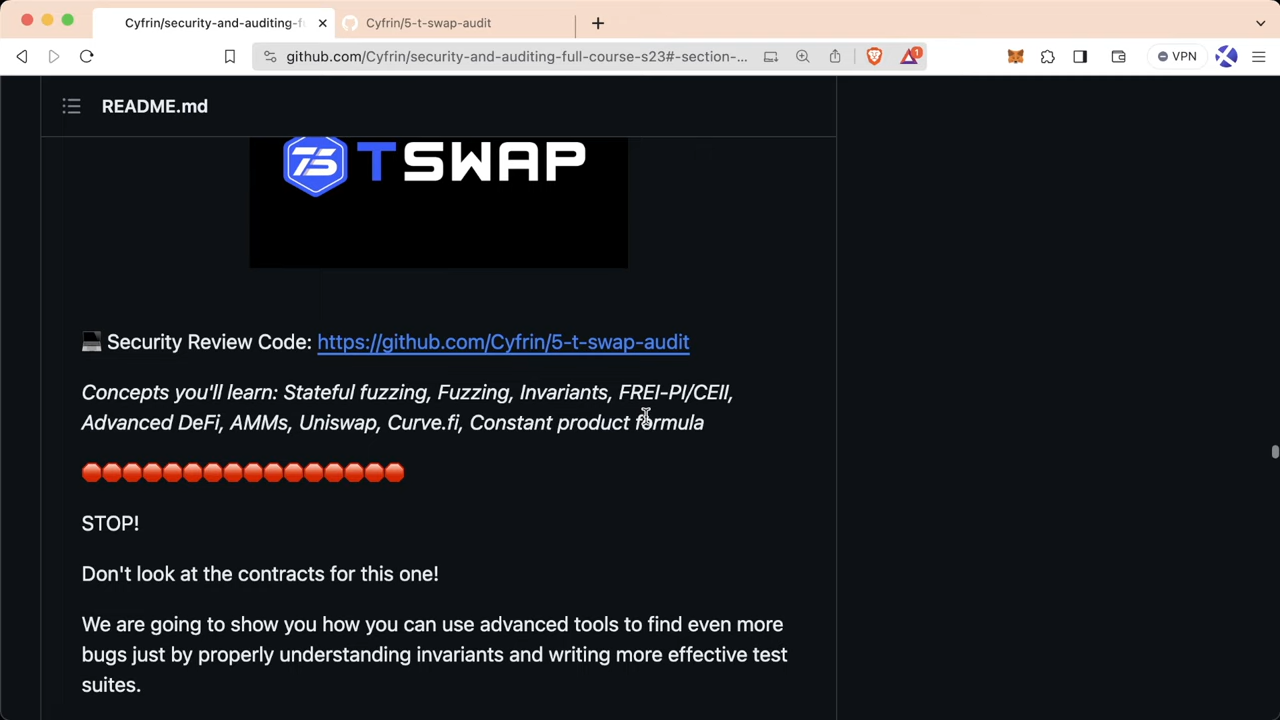 Cyfrin/security-and-auditing-f
Cyfrin/5-t-swap-audit
github.com/Cyfrin/security-and-auditing-full-course-s23#-section-...
1
VPN
README.md
TSWAP
Security Review Code: https://github.com/Cyfrin/5-t-swap-audit
Concepts you'll learn: Stateful fuzzing, Fuzzing, Invariants, FREI-PI/CEII,
Advanced DeFi, AMMs, Uniswap, Curve.fi, Constant product formula
STOP!
Don't look at the contracts for this one!
We are going to show you how you can use advanced tools to find even more
bugs just by properly understanding invariants and writing more effective test
suites.